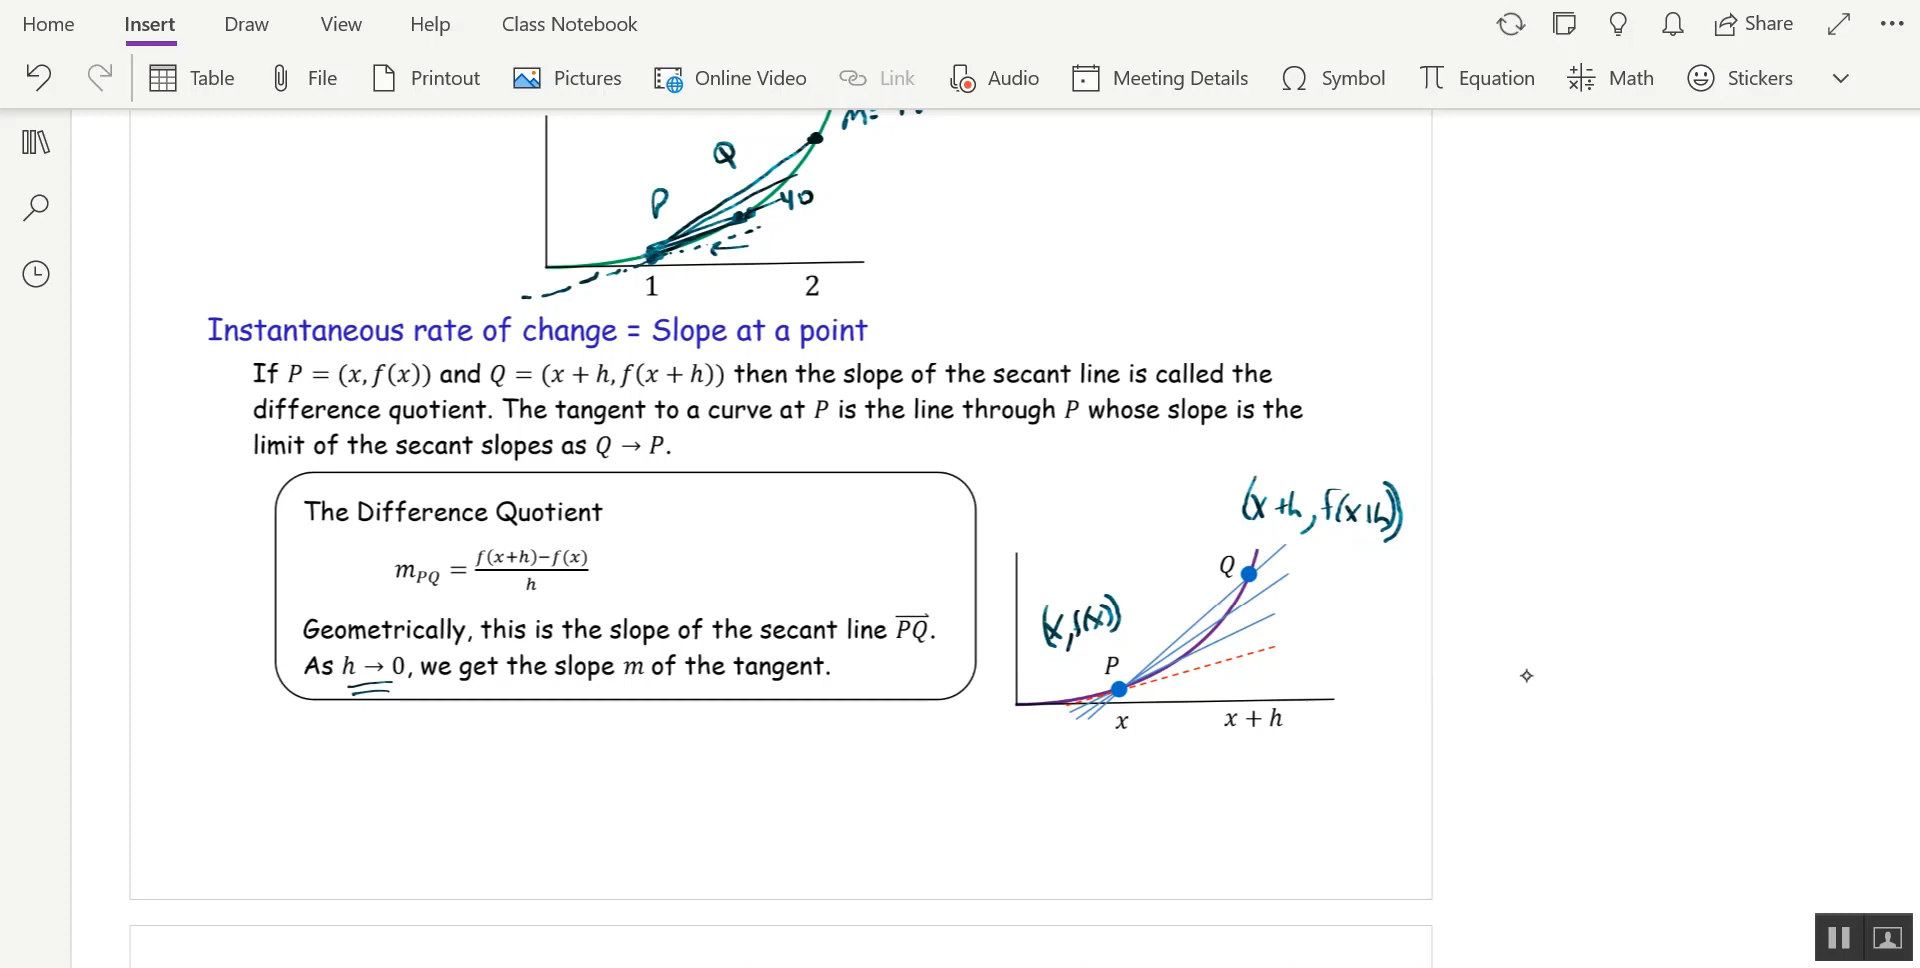 Home Insert Draw View Help Class Notebook Share
Table File Printout Pictures Online Video Link Audio Meeting Details Symbol Equation Math Stickers
Q
P
40
1 2
Instantaneous rate of change = Slope at a point
If P = (x, f(x)) and Q = (x + h, f(x + h)) then the slope of the secant line is called the
difference quotient. The tangent to a curve at P is the line through P whose slope is the
limit of the secant slopes as Q → P.
The Difference Quotient
m_PQ = (f(x+h)−f(x))/h
Geometrically, this is the slope of the secant line PQ⃗.
As h → 0, we get the slope m of the tangent.
(x+h, f(x+h))
Q
(x, f(x))
P
x x + h